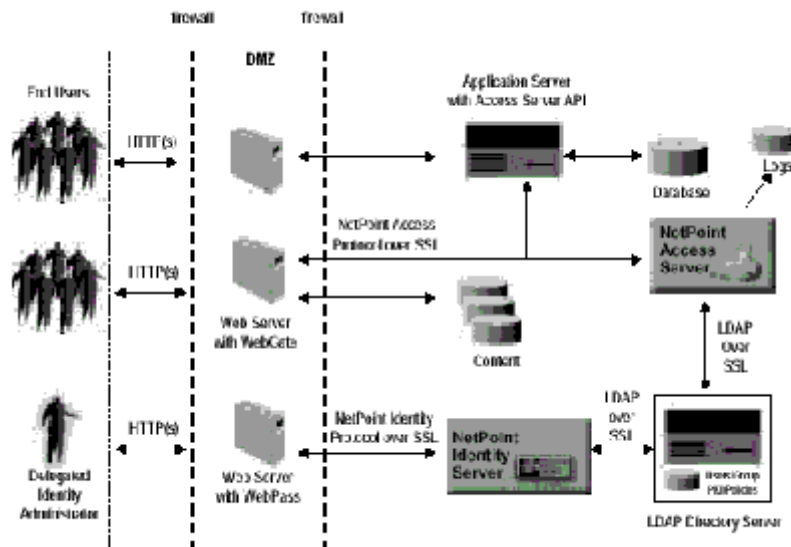 firewall
firewall
DMZ
End Users
Application Server
with Access Server API
HTTP(s)
Logs
Database
NetPoint Access
Protocol over SSL
NetPoint
Access
Server
HTTP(s)
Web Server
with WebGate
Content
LDAP
Over
SSL
LDAP
over
SSL
HTTP(s)
NetPoint Identity
Protocol over SSL
NetPoint
Identity
Server
Web Server
with WebPass
Delegated
Identity
Administrator
LDAP Directory Server